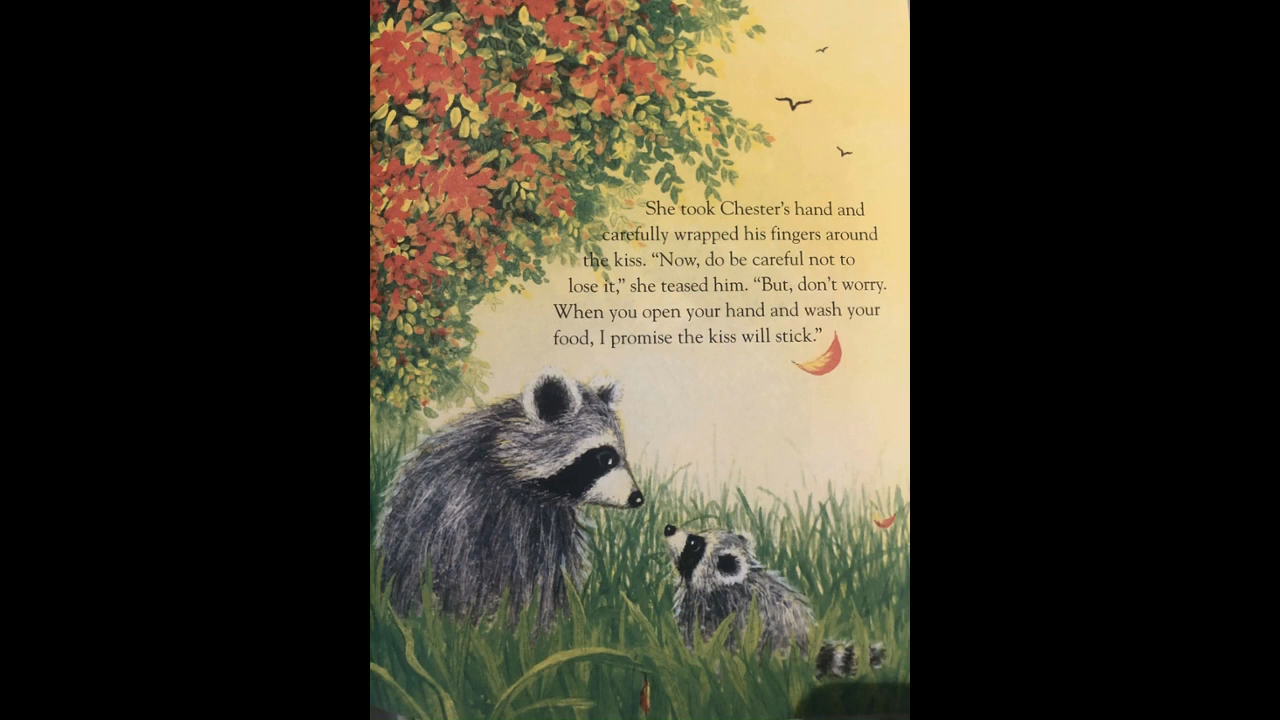 She took Chester's hand and
carefully wrapped his fingers around
the kiss. “Now, do be careful not to
lose it,” she teased him. “But, don't worry.
When you open your hand and wash your
food, I promise the kiss will stick.”